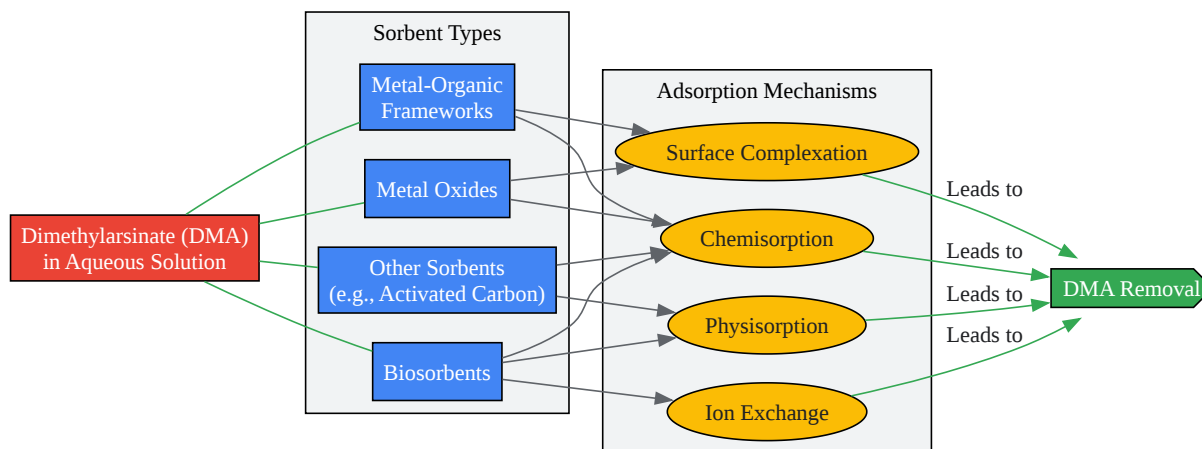 Sorbent Types
Metal-Organic
Frameworks
Metal Oxides
Other Sorbents
(e.g., Activated Carbon)
Biosorbents
Dimethylarsinate (DMA)
in Aqueous Solution
Adsorption Mechanisms
Surface Complexation
Chemisorption
Physisorption
Ion Exchange
Leads to
Leads to
Leads to
Leads to
DMA Removal